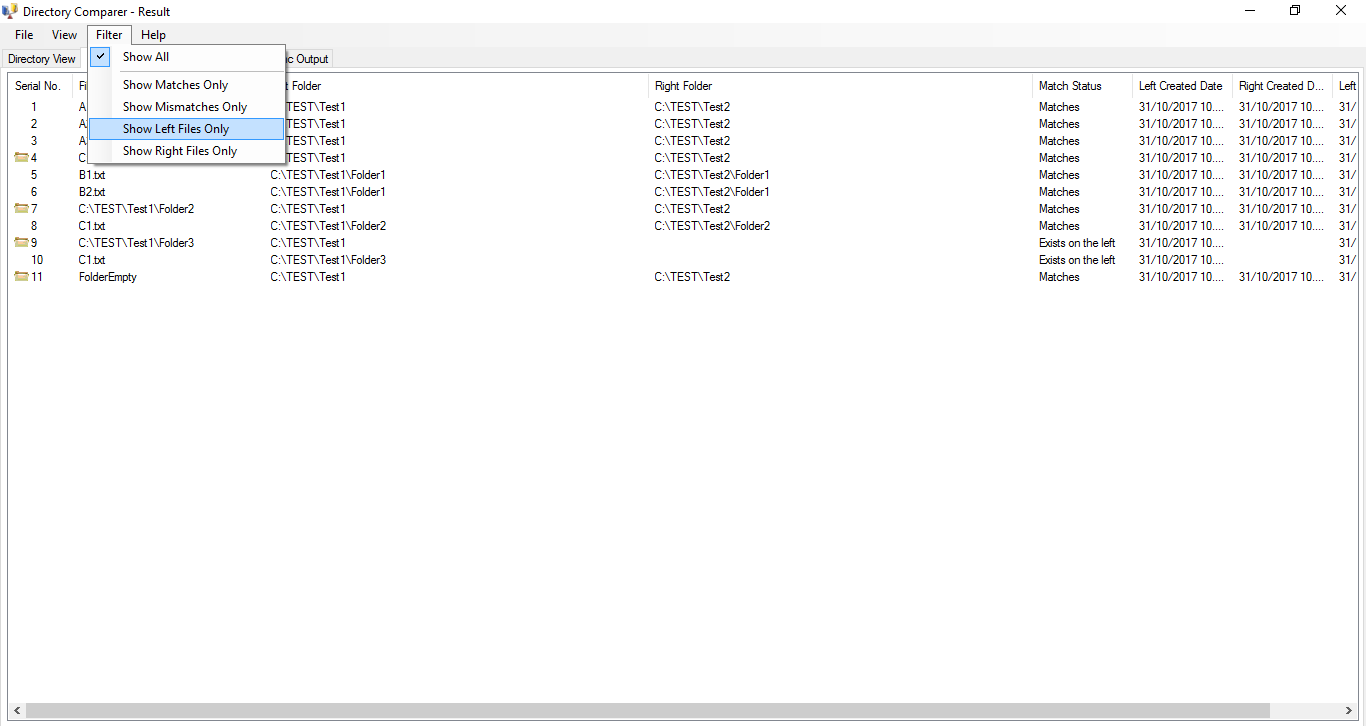 Directory Comparer - Result
File View Filter Help
Directory View Output
Show All
Show Matches Only
Show Mismatches Only
Show Left Files Only
Show Right Files Only
Serial No. Folder Right Folder Match Status Left Created Date Right Created D... Left
1 C:\TEST\Test2 Matches 31/10/2017 10.... 31/10/2017 10.... 31/
2 C:\TEST\Test2 Matches 31/10/2017 10.... 31/10/2017 10.... 31/
3 C:\TEST\Test2 Matches 31/10/2017 10.... 31/10/2017 10.... 31/
4 C:\TEST\Test2 Matches 31/10/2017 10.... 31/10/2017 10.... 31/
5 B1.txt C:\TEST\Test1\Folder1 C:\TEST\Test2\Folder1 Matches 31/10/2017 10.... 31/10/2017 10.... 31/
6 B2.txt C:\TEST\Test1\Folder1 C:\TEST\Test2\Folder1 Matches 31/10/2017 10.... 31/10/2017 10.... 31/
7 C:\TEST\Test1\Folder2 C:\TEST\Test1 C:\TEST\Test2 Matches 31/10/2017 10.... 31/10/2017 10.... 31/
8 C1.txt C:\TEST\Test1\Folder2 C:\TEST\Test2\Folder2 Matches 31/10/2017 10.... 31/10/2017 10.... 31/
9 C:\TEST\Test1\Folder3 C:\TEST\Test1 Exists on the left 31/10/2017 10.... 31/
10 C1.txt C:\TEST\Test1\Folder3 Exists on the left 31/10/2017 10.... 31/
11 FolderEmpty C:\TEST\Test1 C:\TEST\Test2 Matches 31/10/2017 10.... 31/10/2017 10.... 31/